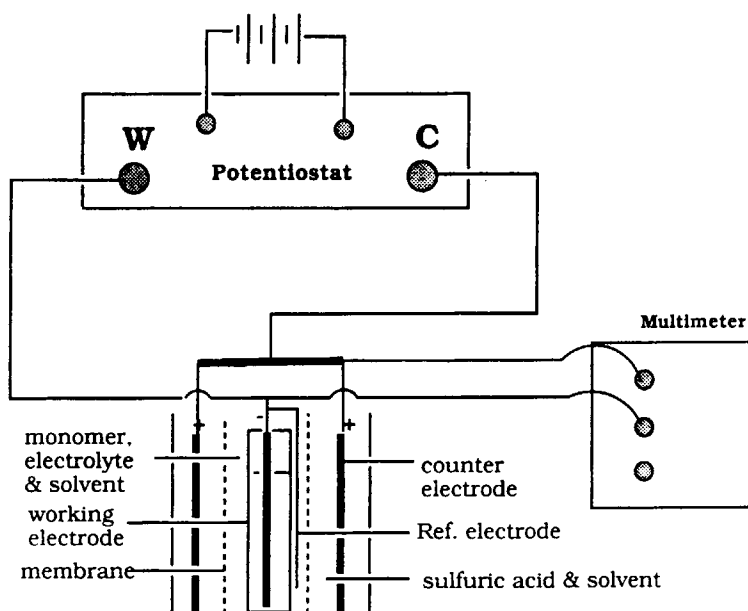 W
C
Potentiostat
Multimeter
+
-
+
monomer,
electrolyte
& solvent
working
electrode
membrane
counter
electrode
Ref. electrode
sulfuric acid & solvent